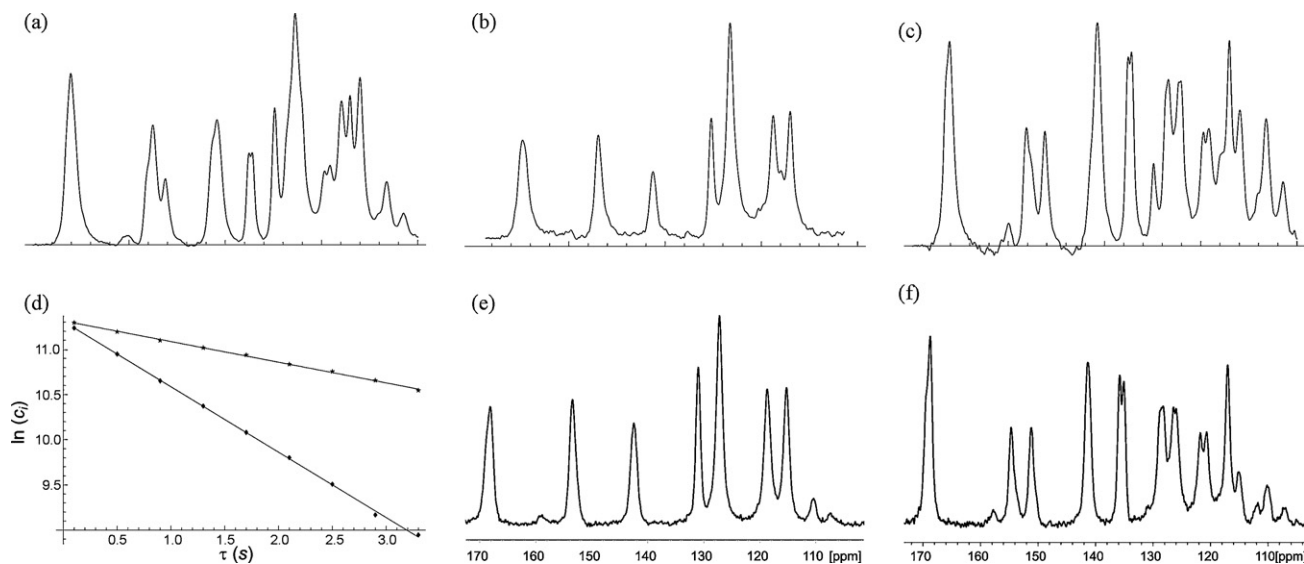 (a)
(b)
(c)
(d)
11.0
10.5
10.0
9.5
ln (cᵢ)
0.5 1.0 1.5 2.0 2.5 3.0
τ (s)
(e)
170 160 150 140 130 120 110 [ppm]
(f)
170 160 150 140 130 120 110[ppm]